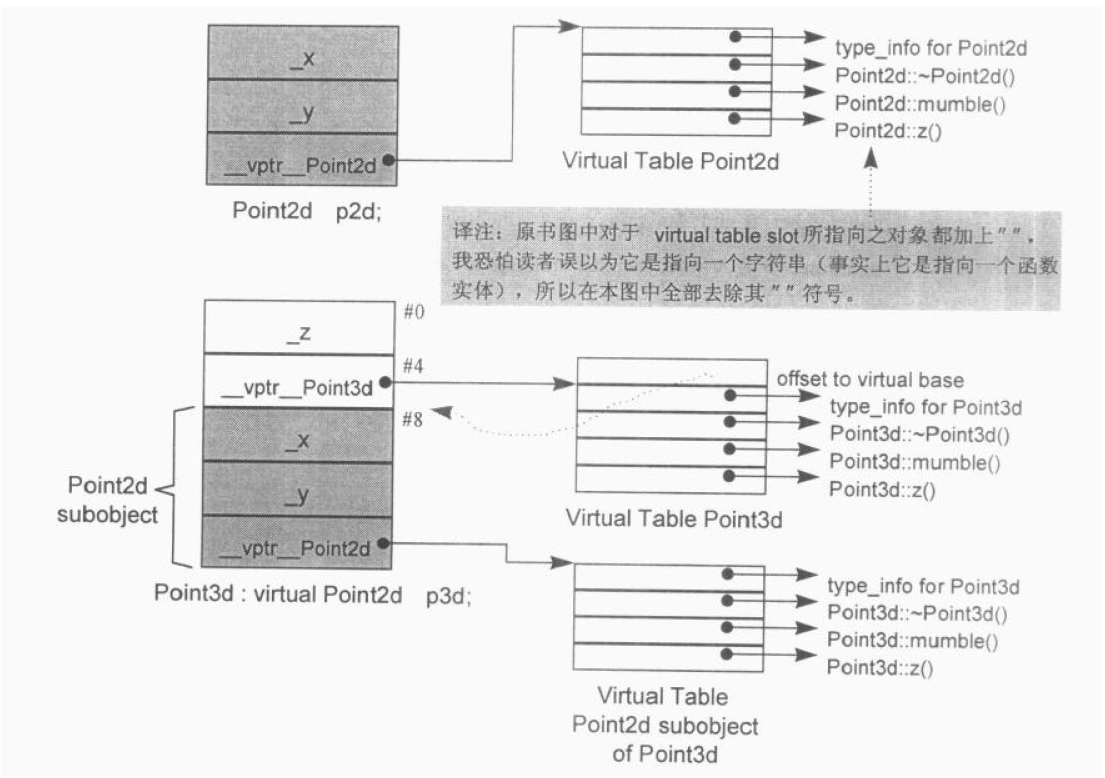 _x
_y
__vptr__Point2d
Point2d p2d;
type_info for Point2d
Point2d::~Point2d()
Point2d::mumble()
Point2d::z()
Virtual Table Point2d
译注：原书图中对于 virtual table slot所指向之对象都加上""，
我恐怕读者误以为它是指向一个字符串（事实上它是指向一个函数
实体），所以在本图中全部去除其""符号。
#0
_z
#4
__vptr__Point3d
#8
_x
_y
__vptr__Point2d
Point2d
subobject
Point3d : virtual Point2d p3d;
offset to virtual base
type_info for Point3d
Point3d::~Point3d()
Point3d::mumble()
Point3d::z()
Virtual Table Point3d
type_info for Point3d
Point3d::~Point3d()
Point3d::mumble()
Point3d::z()
Virtual Table
Point2d subobject
of Point3d